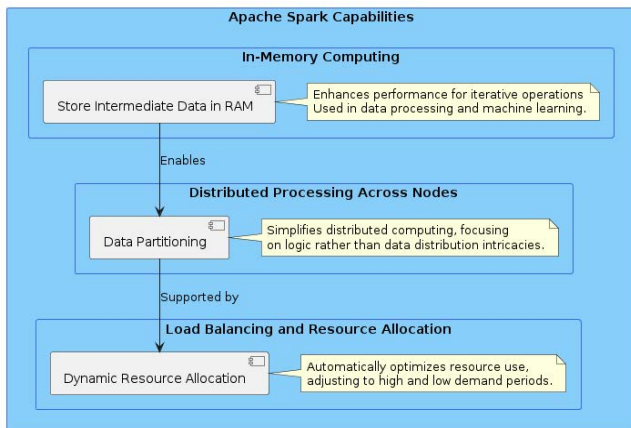 Apache Spark Capabilities
In-Memory Computing
Store Intermediate Data in RAM
Enhances performance for iterative operations
Used in data processing and machine learning.
Enables
Distributed Processing Across Nodes
Data Partitioning
Simplifies distributed computing, focusing
on logic rather than data distribution intricacies.
Supported by
Load Balancing and Resource Allocation
Dynamic Resource Allocation
Automatically optimizes resource use,
adjusting to high and low demand periods.